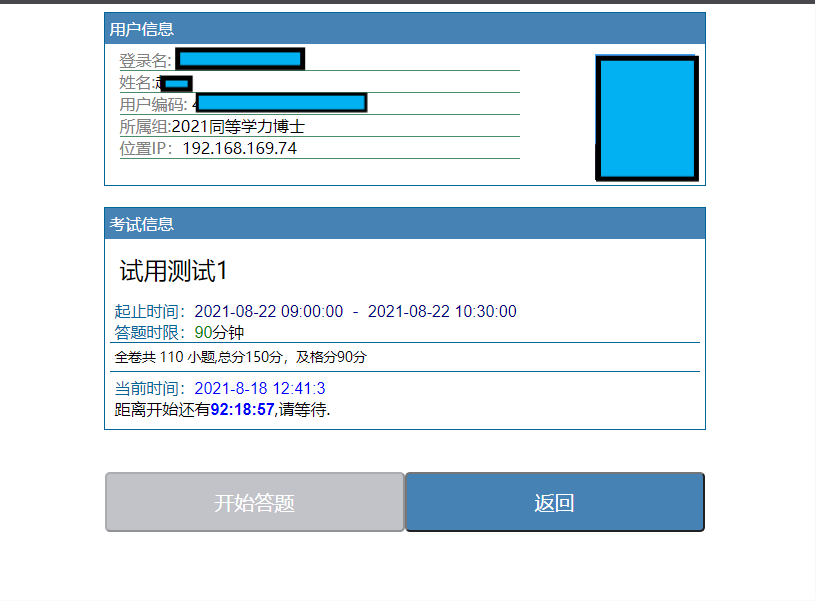 用户信息
登录名:
姓名:
用户编码:
所属组:2021同等学力博士
位置IP：192.168.169.74
考试信息
试用测试1
起止时间：2021-08-22 09:00:00 - 2021-08-22 10:30:00
答题时限：90分钟
全卷共 110 小题,总分150分，及格分90分
当前时间：2021-8-18 12:41:3
距离开始还有92:18:57,请等待.
开始答题
返回